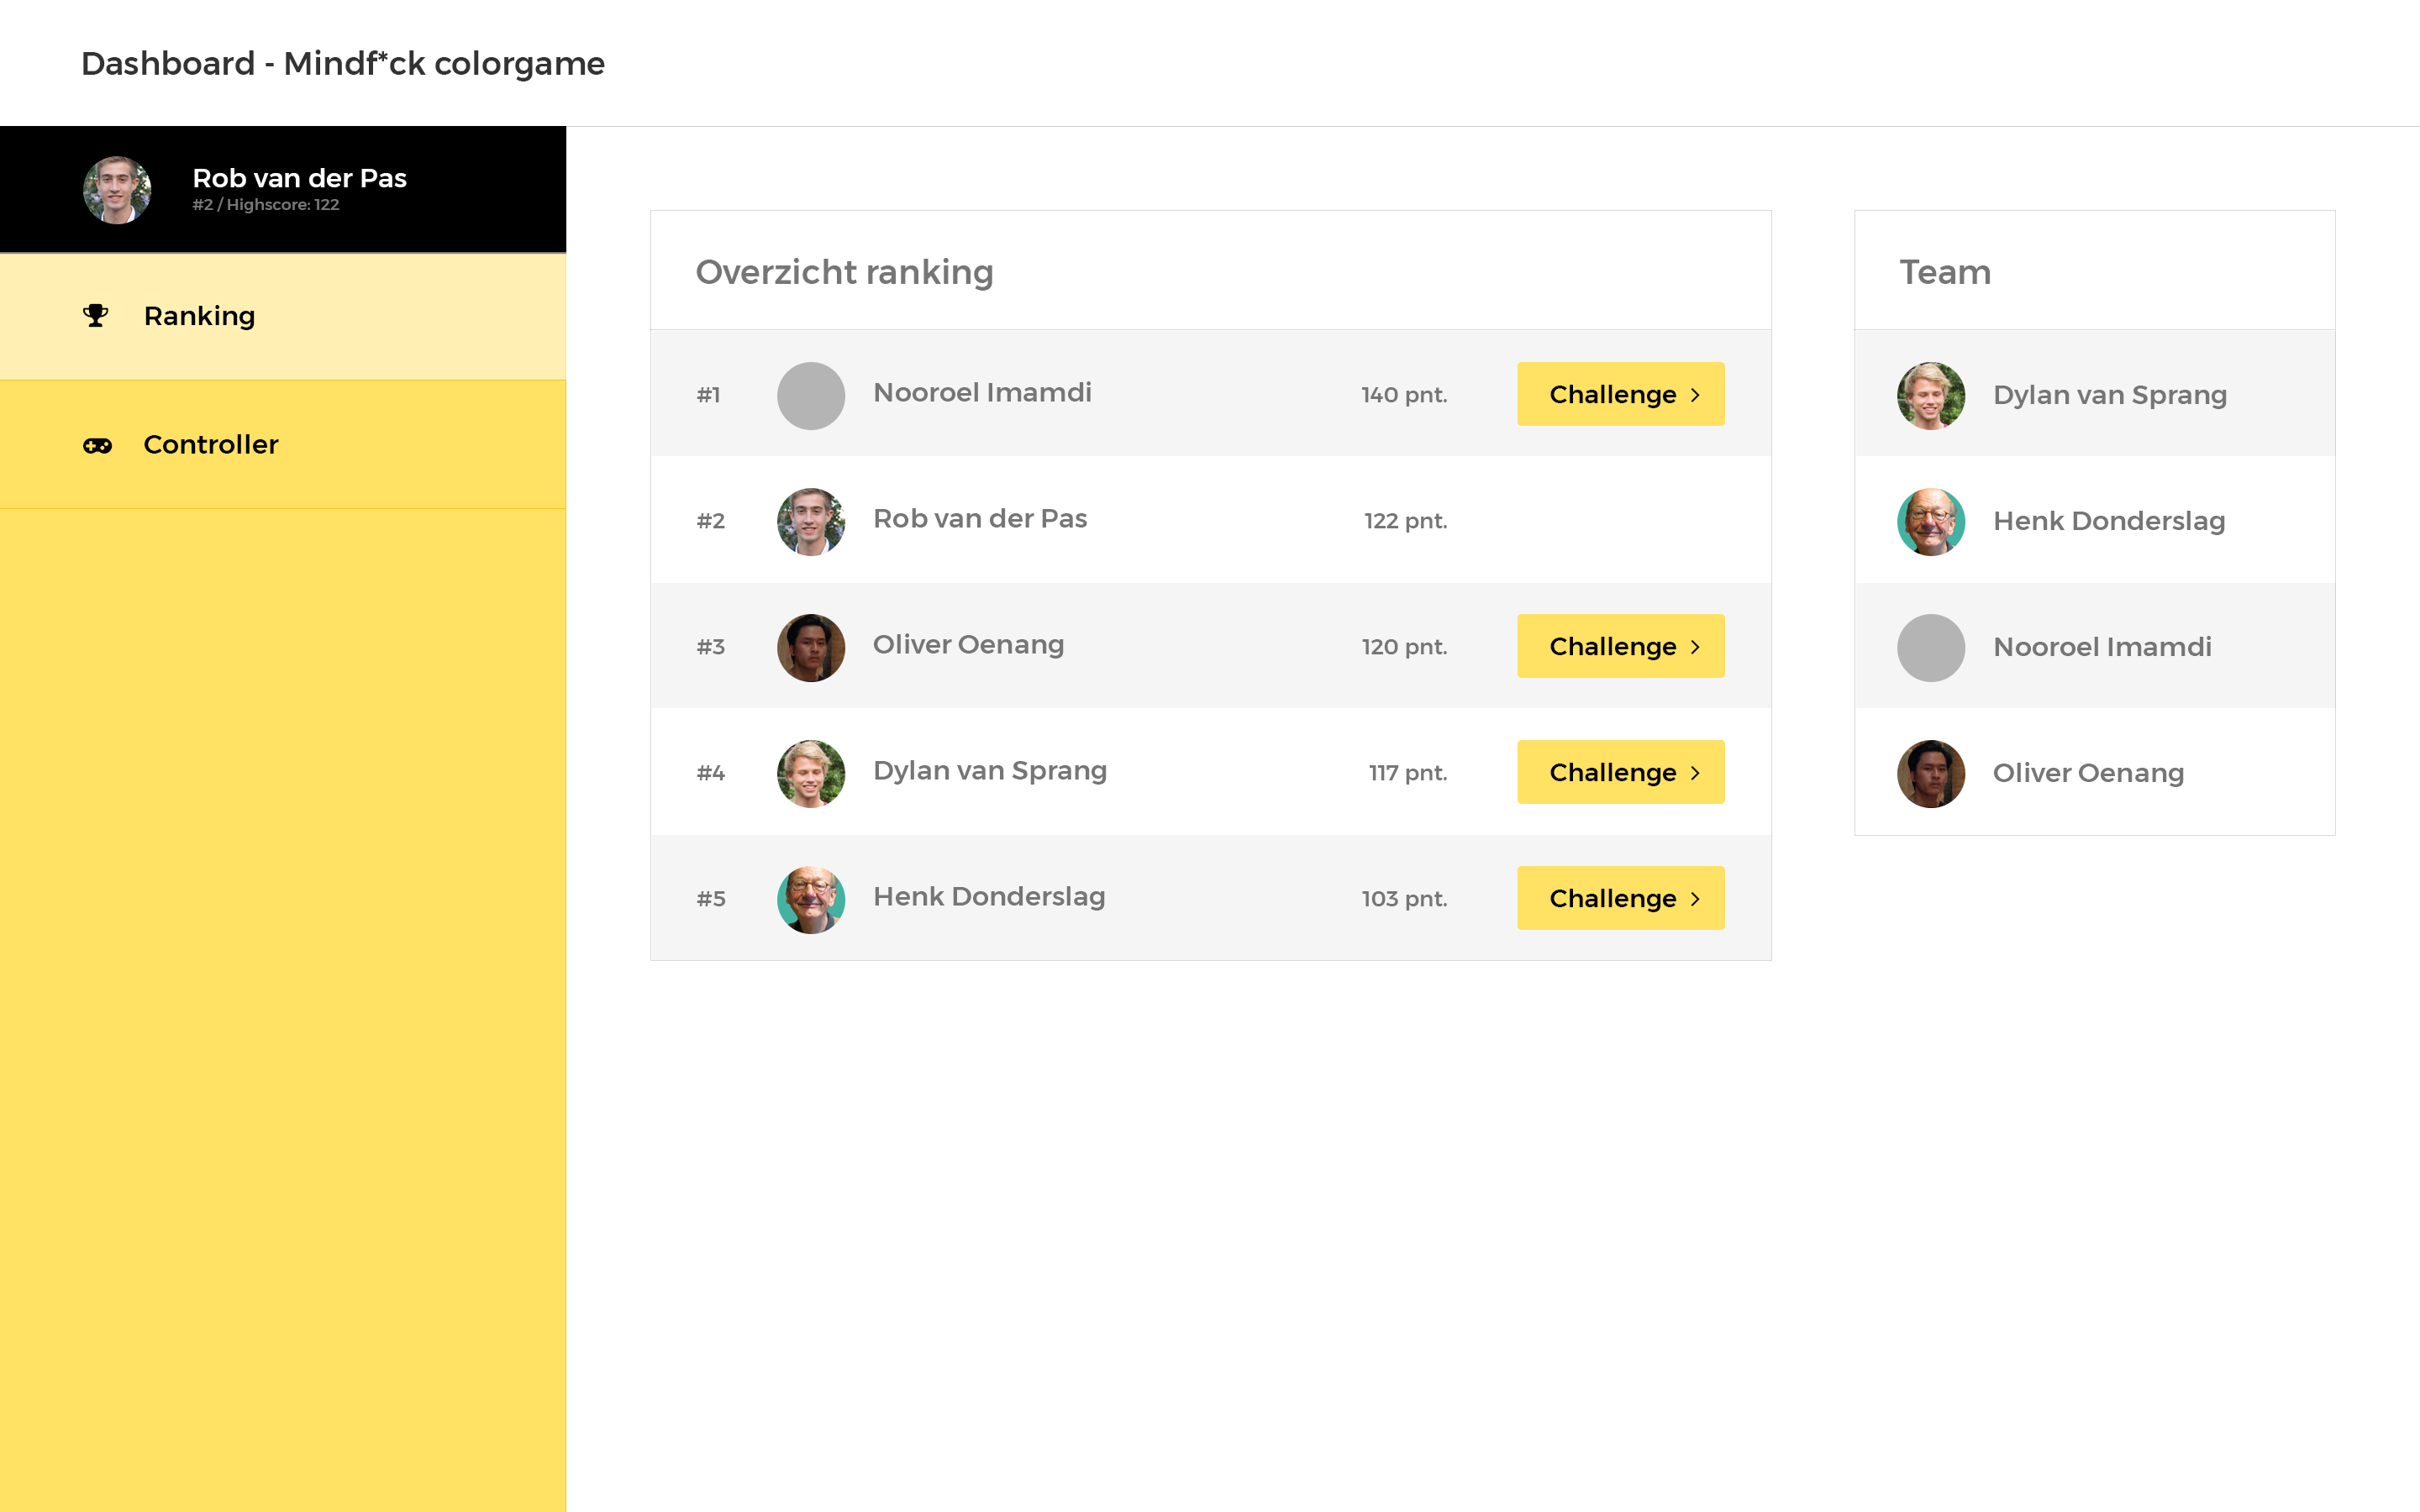 Dashboard - Mindf*ck colorgame
Rob van der Pas
#2 / Highscore: 122
Ranking
Controller
Overzicht ranking
#1 Nooroel Imamdi 140 pnt. Challenge
#2 Rob van der Pas 122 pnt.
#3 Oliver Oenang 120 pnt. Challenge
#4 Dylan van Sprang 117 pnt. Challenge
#5 Henk Donderslag 103 pnt. Challenge
Team
Dylan van Sprang
Henk Donderslag
Nooroel Imamdi
Oliver Oenang